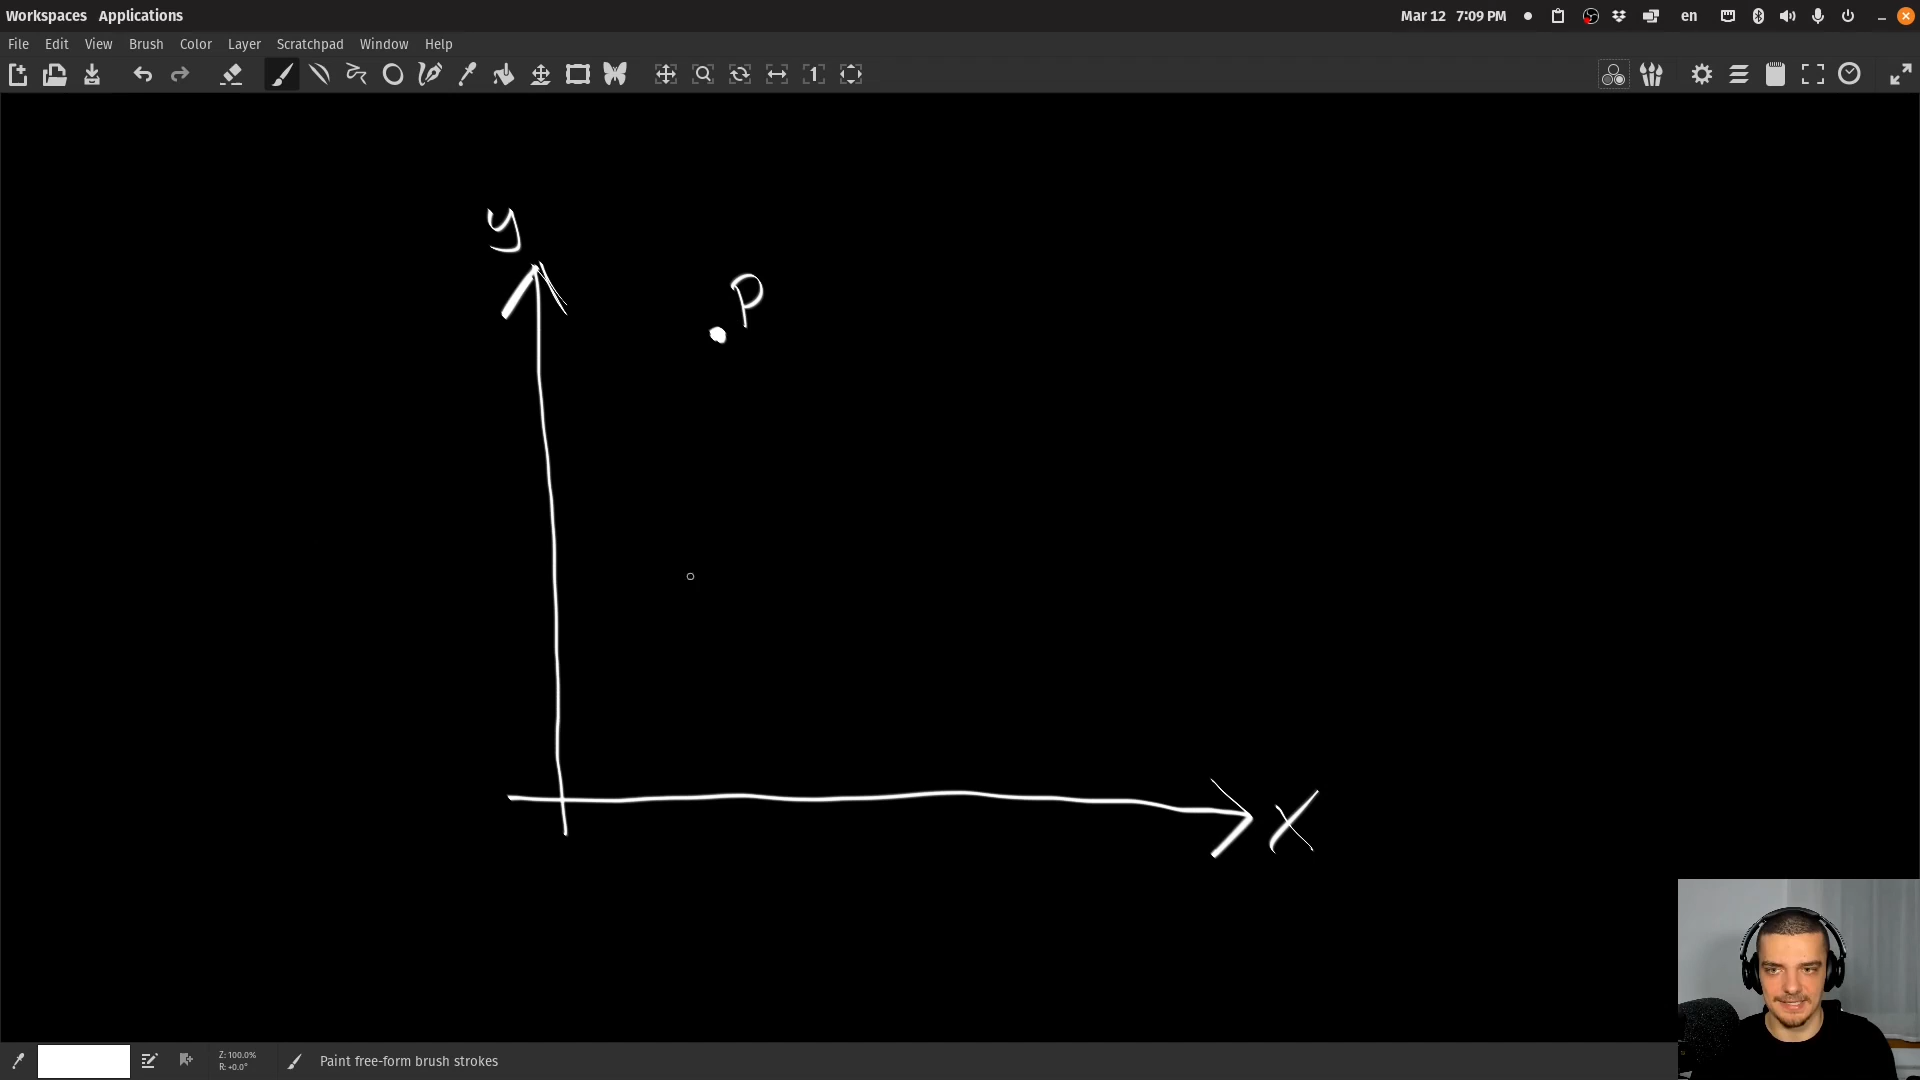 Workspaces Applications Mar 12 7:09 PM en
File Edit View Brush Color Layer Scratchpad Window Help
1
y
P
X
Z: 100.0%
R: +0.0°
Paint free-form brush strokes